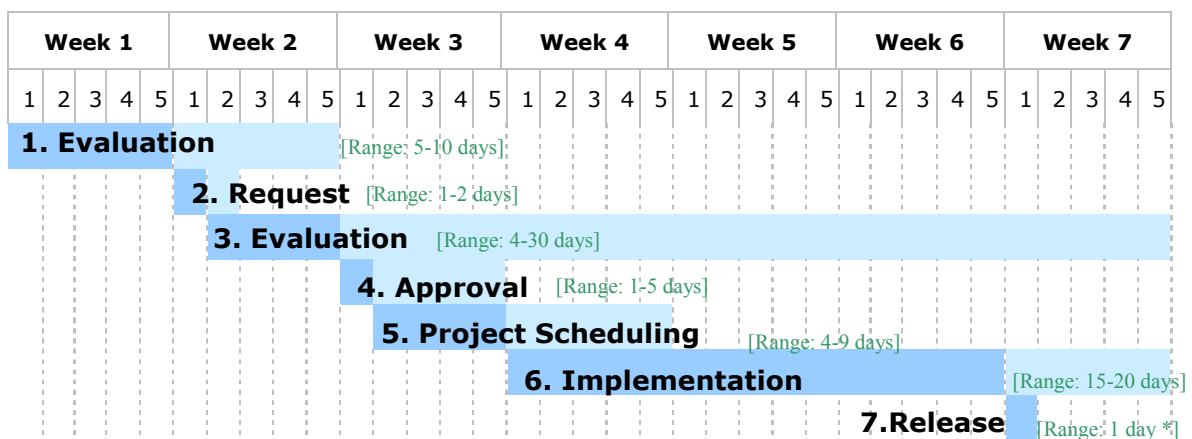 Week 1 Week 2 Week 3 Week 4 Week 5 Week 6 Week 7
1 2 3 4 5 1 2 3 4 5 1 2 3 4 5 1 2 3 4 5 1 2 3 4 5 1 2 3 4 5 1 2 3 4 5
1. Evaluation [Range: 5-10 days]
2. Request [Range: 1-2 days]
3. Evaluation [Range: 4-30 days]
4. Approval [Range: 1-5 days]
5. Project Scheduling [Range: 4-9 days]
6. Implementation [Range: 15-20 days]
7.Release [Range: 1 day *]